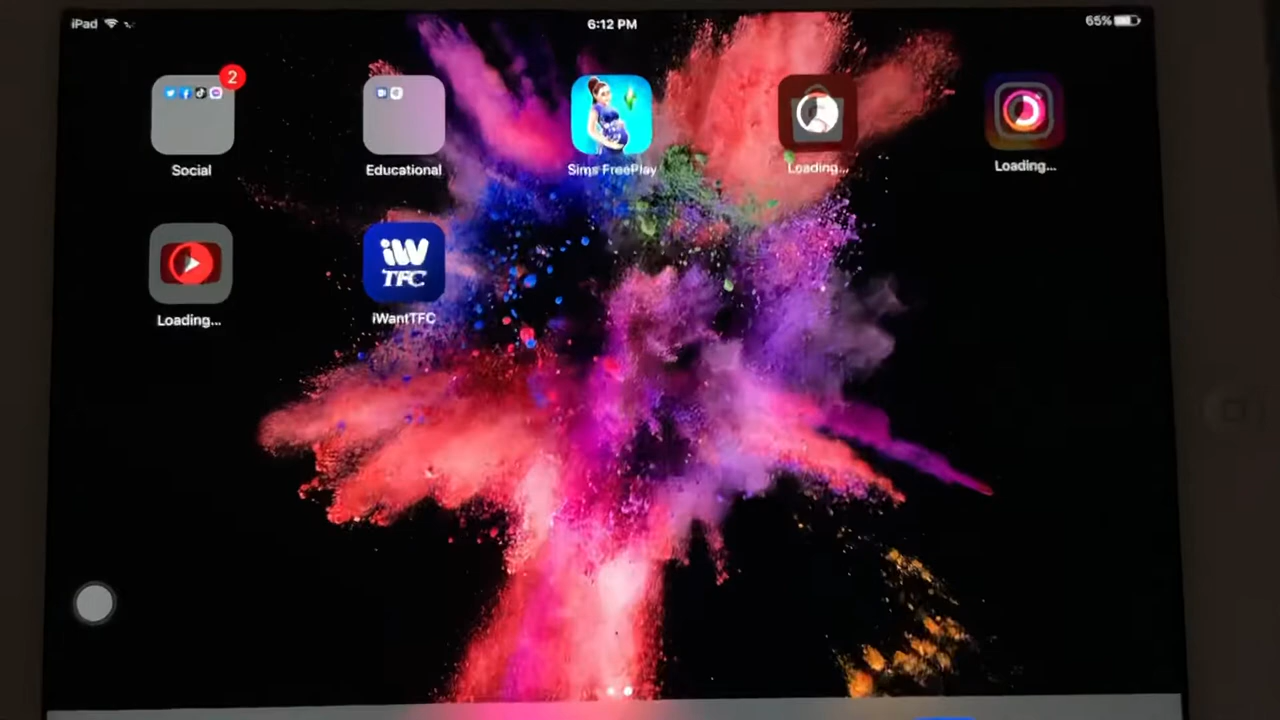 iPad
6:12 PM
65%
2
Social
Educational
Sims FreePlay
Loading...
Loading...
iW
TFC
Loading...
iWantTFC